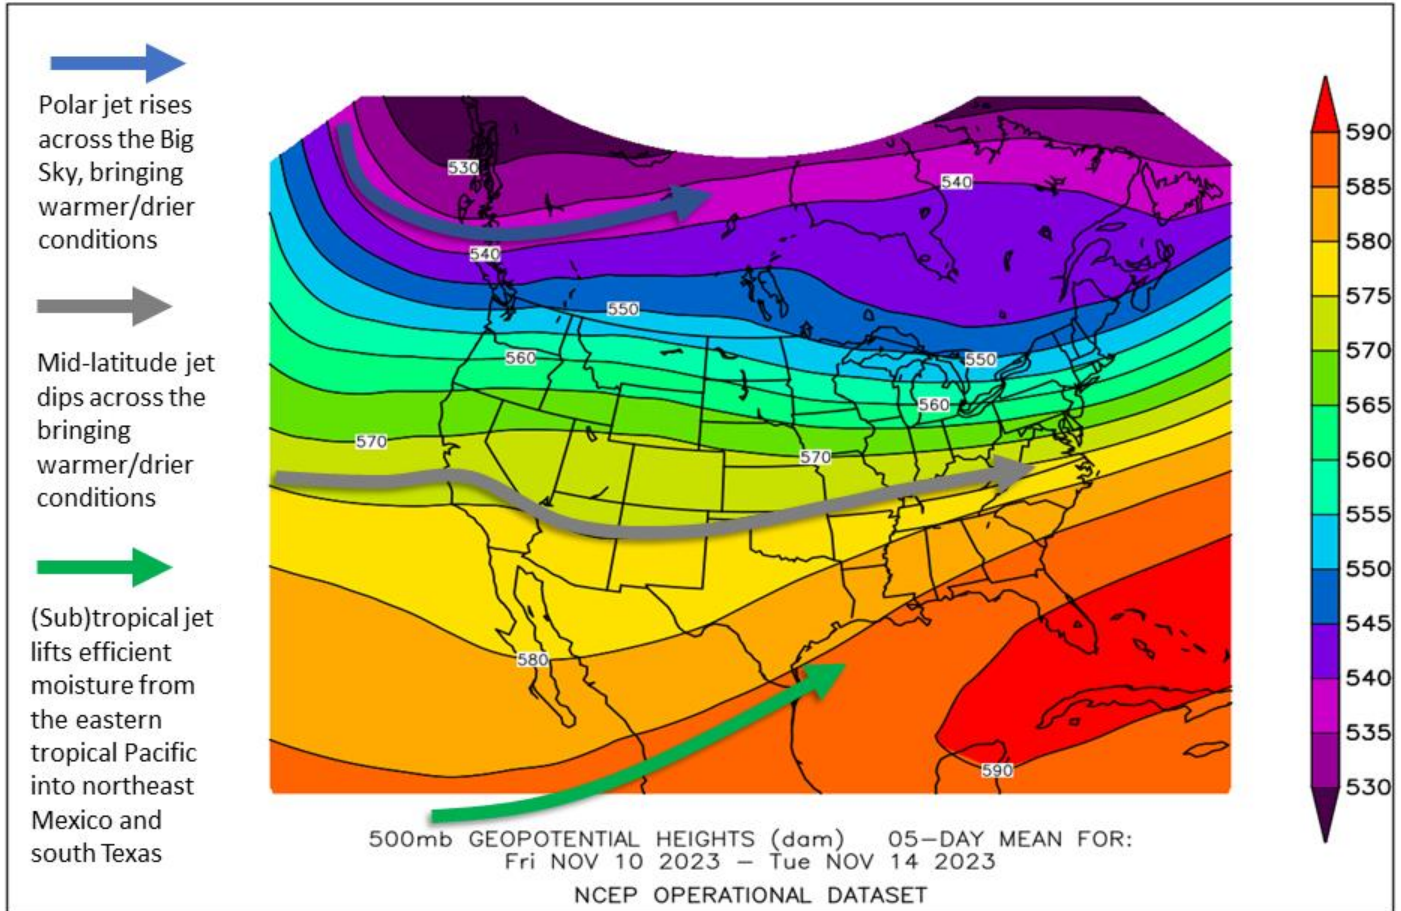 Polar jet rises
across the Big
Sky, bringing
warmer/drier
conditions
Mid-latitude jet
dips across the
bringing
warmer/drier
conditions
(Sub)tropical jet
lifts efficient
moisture from
the eastern
tropical Pacific
into northeast
Mexico and
south Texas
530
540
540
550
550
560
560
570
570
580
590
590
585
580
575
570
565
560
555
550
545
540
535
530
500mb GEOPOTENTIAL HEIGHTS (dam) 05-DAY MEAN FOR:
Fri NOV 10 2023 - Tue NOV 14 2023
NCEP OPERATIONAL DATASET